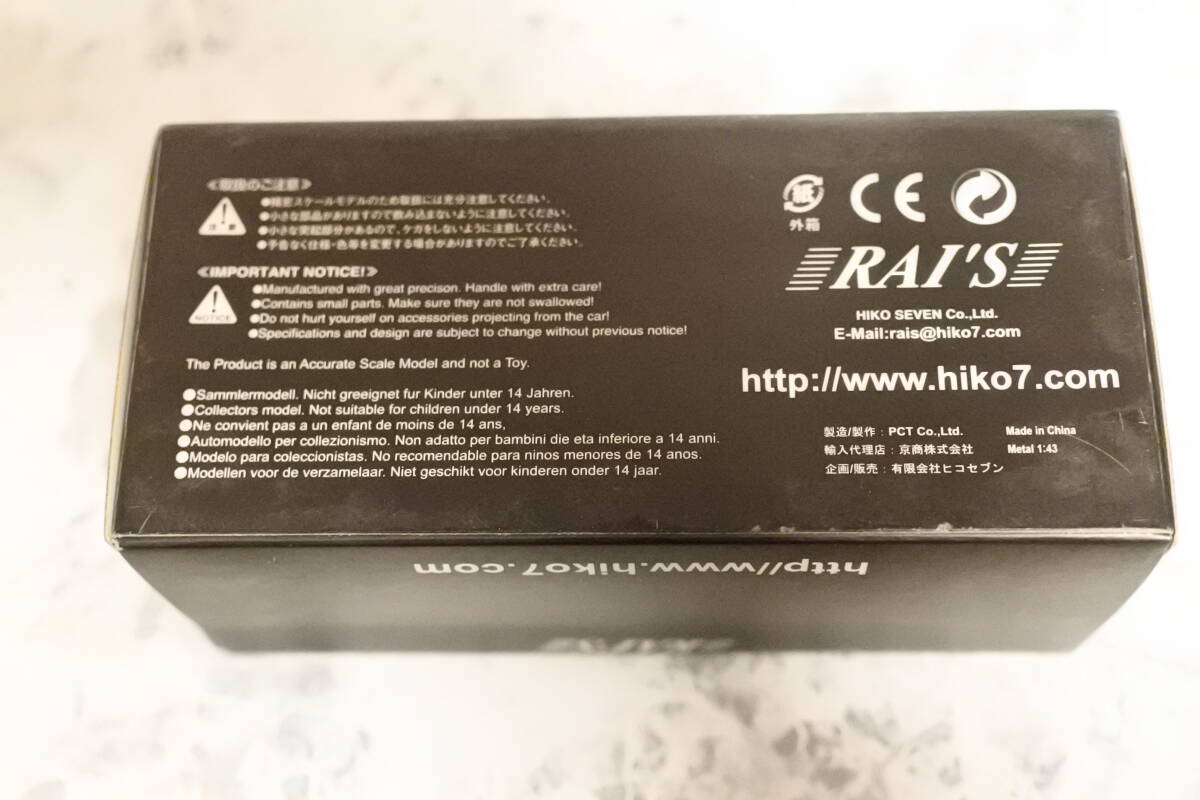 ≪取扱のご注意≫
注意
●精密スケールモデルのため取扱には充分注意してください。
●小さな部品がありますので飲み込まないように注意してください。
●小さな突起部分があるので、ケガをしないように注意してください。
●予告なく仕様・色等を変更する場合がありますのでご了承ください。
≪IMPORTANT NOTICE!≫
NOTICE
●Manufactured with great precison. Handle with extra care!
●Contains small parts. Make sure they are not swallowed!
●Do not hurt yourself on accessories projecting from the car!
●Specifications and design are subject to change without previous notice!
The Product is an Accurate Scale Model and not a Toy.
●Sammlermodell. Nicht geeignet fur Kinder unter 14 Jahren.
●Collectors model. Not suitable for children under 14 years.
●Ne convient pas a un enfant de moins de 14 ans,
●Automodello per collezionismo. Non adatto per bambini die eta inferiore a 14 anni.
●Modelo para coleccionistas. No recomendable para ninos menores de 14 anos.
●Modellen voor de verzamelaar. Niet geschikt voor kinderen onder 14 jaar.
紙
外箱
CE
RAI'S
HIKO SEVEN Co.,Ltd.
E-Mail:rais@hiko7.com
http://www.hiko7.com
製造/製作：PCT Co.,Ltd. Made in China
輸入代理店：京商株式会社 Metal 1:43
企画/販売：有限会社ヒコセブン
http//www.hiko7.com
RAI'S